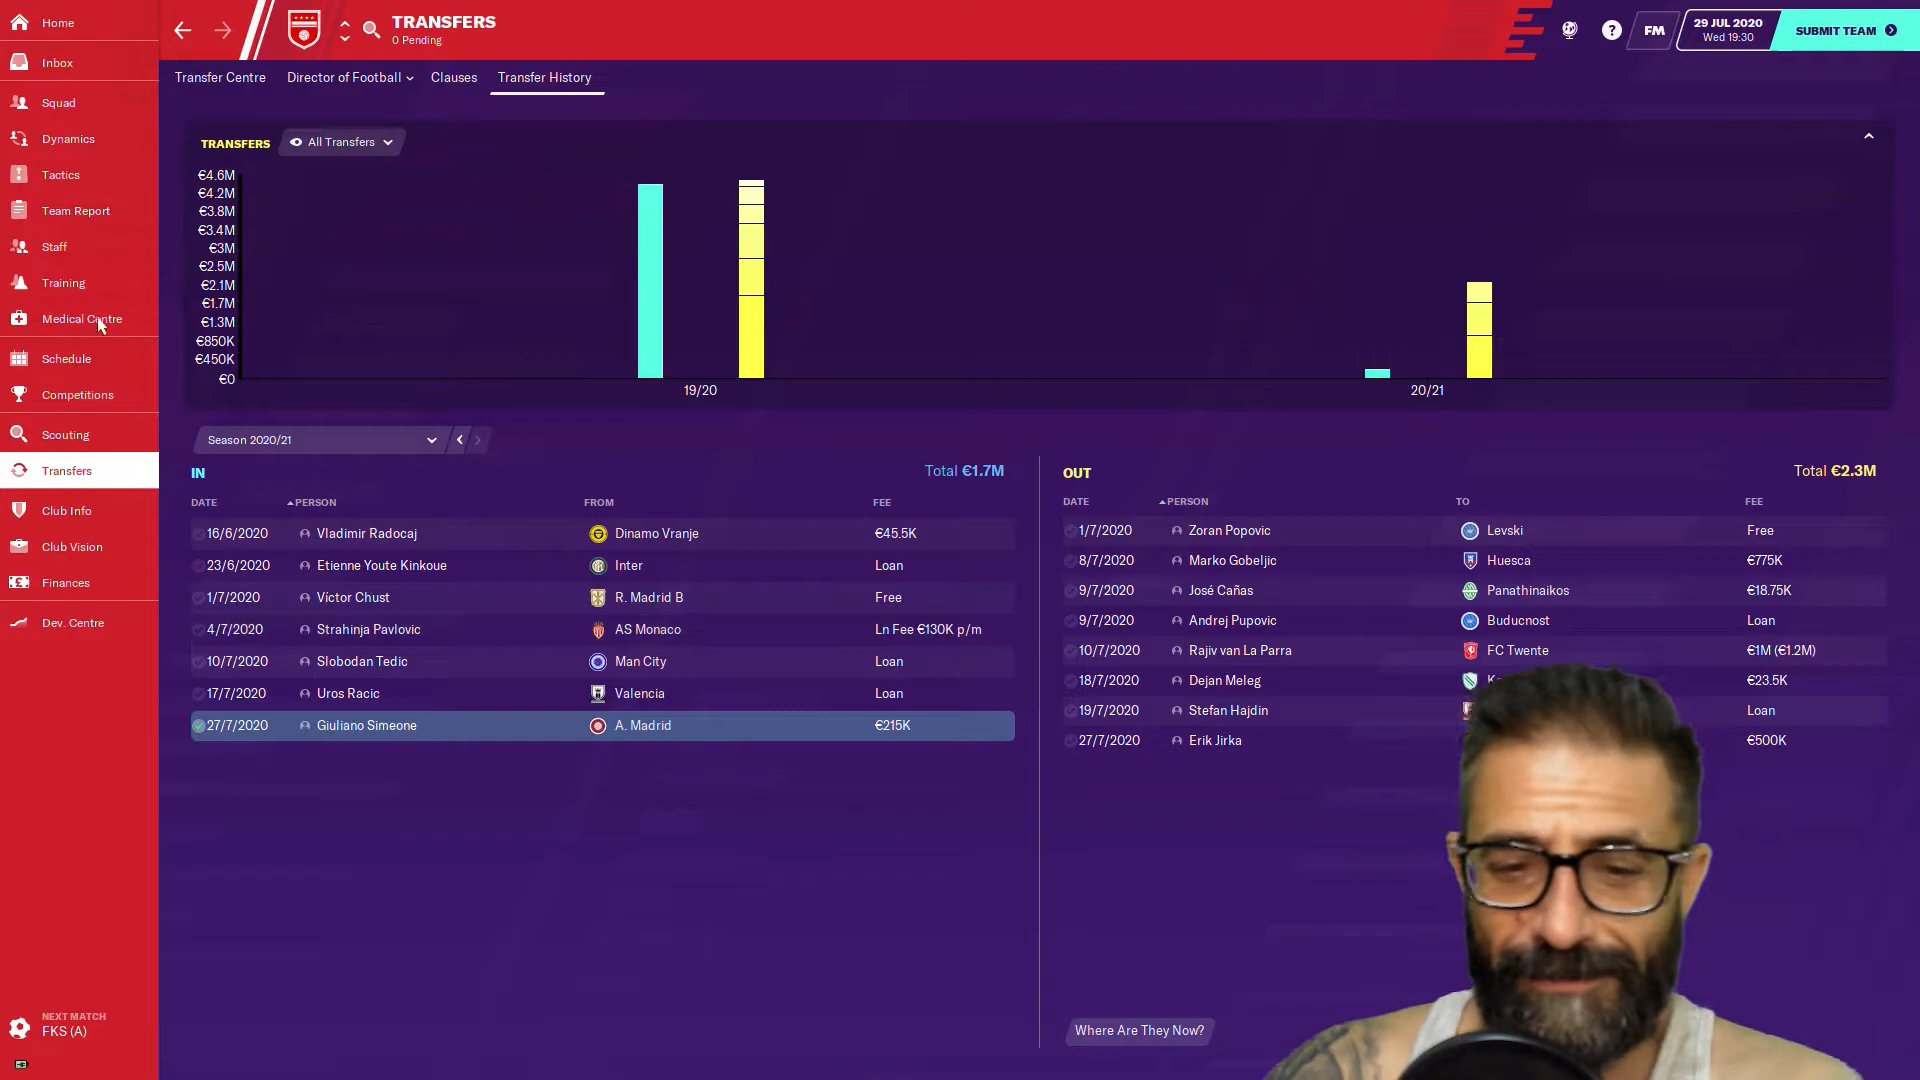 Home
Inbox
Squad
Dynamics
Tactics
Team Report
Staff
Training
Medical Centre
Schedule
Competitions
Scouting
Transfers
Club Info
Club Vision
Finances
Dev. Centre
NEXT MATCH
FKS (A)
TRANSFERS
0 Pending
FM
29 JUL 2020
Wed 19:30
SUBMIT TEAM
Transfer Centre Director of Football Clauses Transfer History
TRANSFERS All Transfers
€4.6M
€4.2M
€3.8M
€3.4M
€3M
€2.5M
€2.1M
€1.7M
€1.3M
€850K
€450K
€0
19/20 20/21
Season 2020/21
IN Total €1.7M
DATE PERSON FROM FEE
16/6/2020 Vladimir Radocaj Dinamo Vranje €45.5K
23/6/2020 Etienne Youte Kinkoue Inter Loan
1/7/2020 Víctor Chust R. Madrid B Free
4/7/2020 Strahinja Pavlovic AS Monaco Ln Fee €130K p/m
10/7/2020 Slobodan Tedic Man City Loan
17/7/2020 Uros Racic Valencia Loan
27/7/2020 Giuliano Simeone A. Madrid €215K
OUT Total €2.3M
DATE PERSON TO FEE
1/7/2020 Zoran Popovic Levski Free
8/7/2020 Marko Gobeljic Huesca €775K
9/7/2020 José Cañas Panathinaikos €18.75K
9/7/2020 Andrej Pupovic Buducnost Loan
10/7/2020 Rajiv van La Parra FC Twente €1M (€1.2M)
18/7/2020 Dejan Meleg €23.5K
19/7/2020 Stefan Hajdin Loan
27/7/2020 Erik Jirka €500K
Where Are They Now?